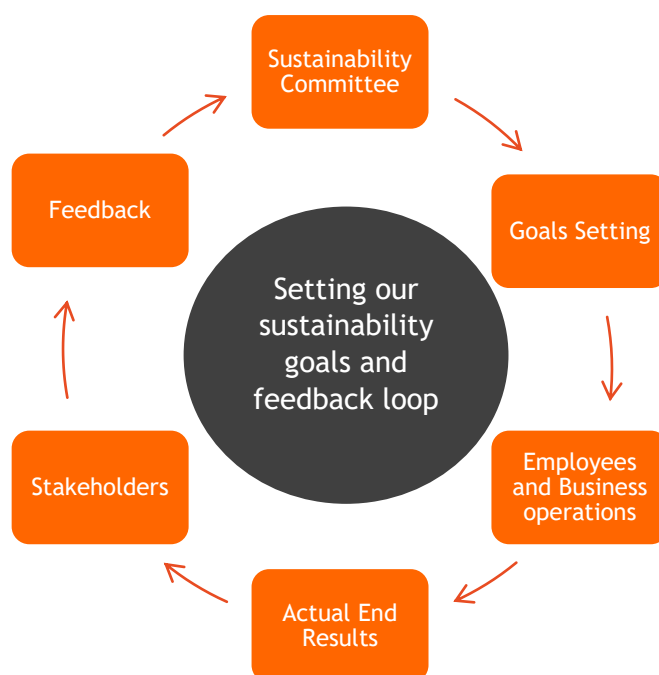 Sustainability
Committee
Goals Setting
Employees
and Business
operations
Actual End
Results
Stakeholders
Feedback
Setting our
sustainability
goals and
feedback loop